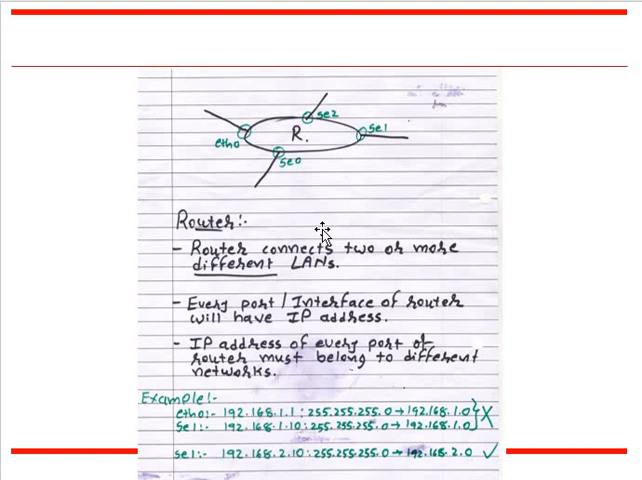 se2
R.
se1
etho
se0
Router:-
- Router connects two or more
different LANs.
- Every port / Interface of router
will have IP address.
- IP address of every port of
router must belong to different
networks.
Example:-
etho:- 192.168.1.1 : 255.255.255.0 → 192.168.1.0 } X
se1:- 192.168.1.10 : 255.255.255.0 → 192.168.1.0
se1:- 192.168.2.10 : 255.255.255.0 → 192.168.2.0 ✓